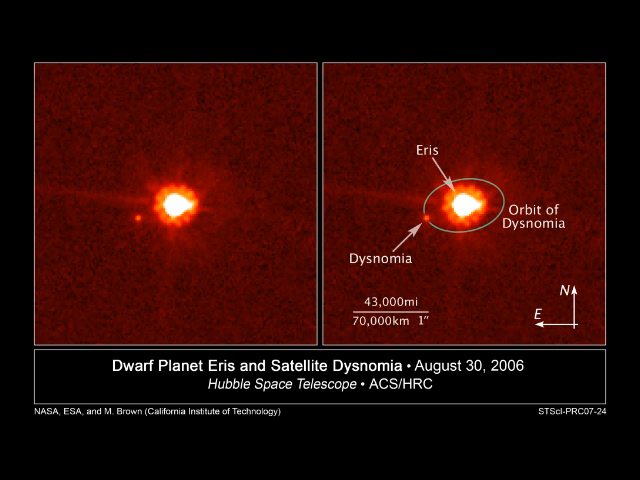 Eris
Orbit of
Dysnomia
Dysnomia
43,000mi
70,000km 1"
N
E
Dwarf Planet Eris and Satellite Dysnomia • August 30, 2006
Hubble Space Telescope • ACS/HRC
NASA, ESA, and M. Brown (California Institute of Technology)
STScI-PRC07-24